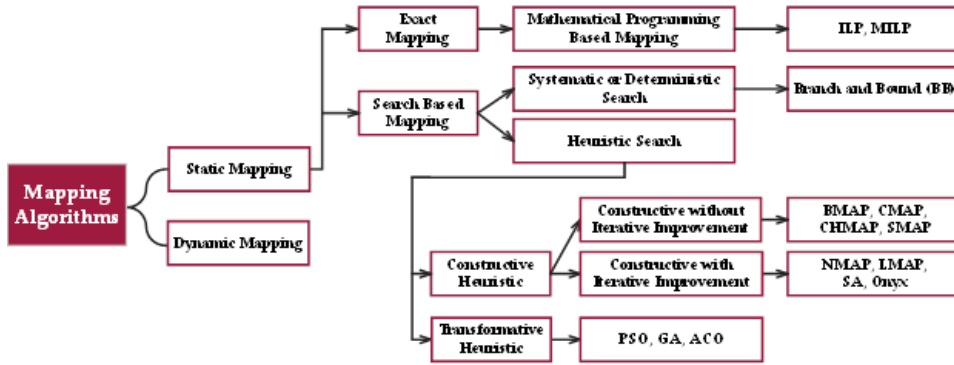 Exact
Mapping
Mathematical Programming
Based Mapping
ILP, MILP
Systematic or Deterministic
Search
Branch and Bound (BB)
Search Based
Mapping
Heuristic Search
Static Mapping
Mapping
Algorithms
Dynamic Mapping
Constructive without
Iterative Improvement
BMAP, CMAP,
CHMAP, SMAP
Constructive
Heuristic
Constructive with
Iterative Improvement
NMAP, LMAP,
SA, Onyx
Transformative
Heuristic
PSO, GA, ACO